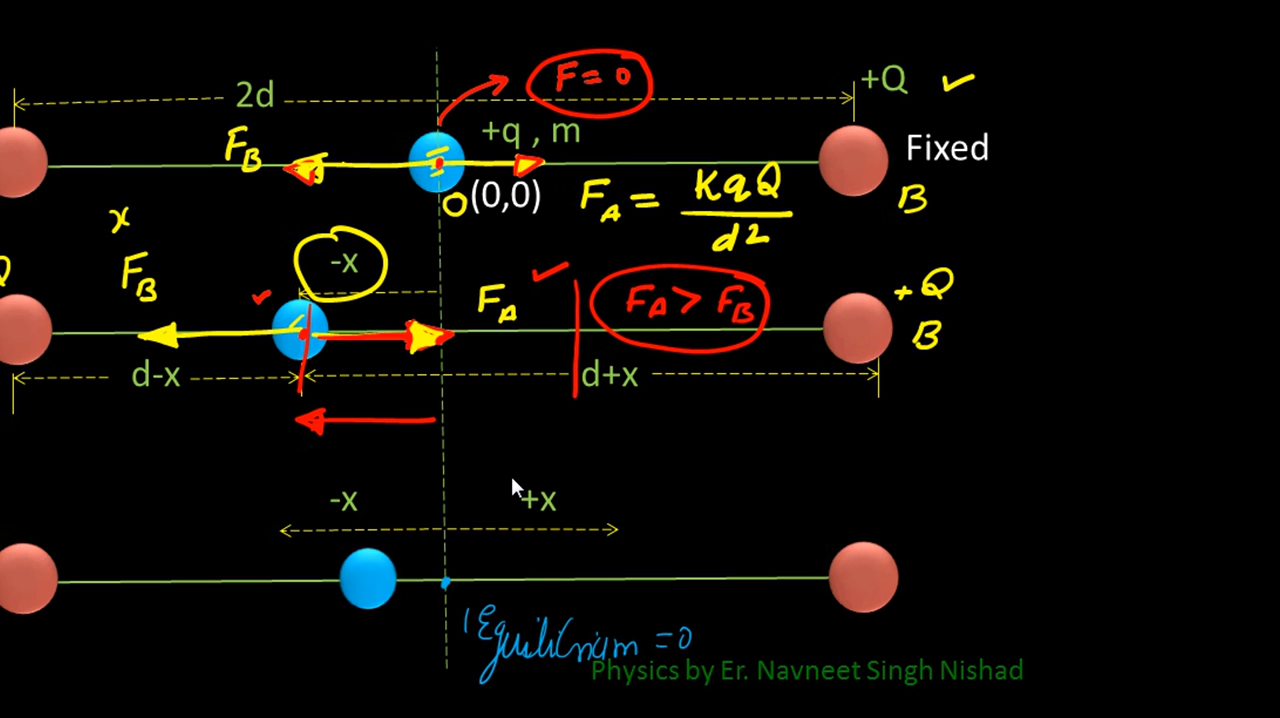 F = 0
+Q
2d
+q , m
F_B
Fixed
O (0,0)
F_A = KqQ / d²
B
x
-x
F_B
F_A
F_A > F_B
+Q
Q
B
d-x
d+x
-x
+x
Equilibrium = 0
Physics by Er. Navneet Singh Nishad